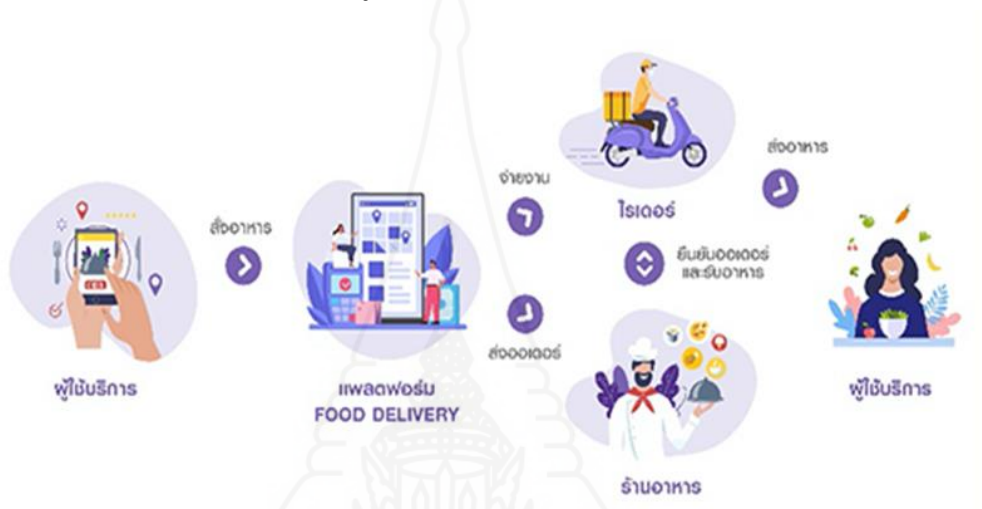 สั่งอาหาร
ผู้ใช้บริการ
แพลตฟอร์ม
FOOD DELIVERY
จ่ายงาน
ส่งออเดอร์
ไรเดอร์
ยืนยันออเดอร์
และรับอาหาร
ร้านอาหาร
ส่งอาหาร
ผู้ใช้บริการ